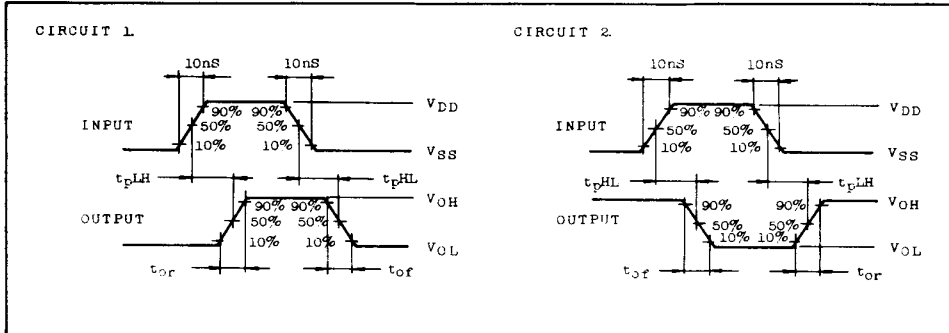 CIRCUIT 1.
CIRCUIT 2.
10nS 10nS
10nS 10nS
INPUT
90% 90%
50% 50%
10% 10%
VDD
VSS
INPUT
90% 90%
50% 50%
10% 10%
VDD
VSS
tpLH tpHL
tpHL tpLH
OUTPUT
90% 90%
50% 50%
10% 10%
VOH
VOL
OUTPUT
90% 90%
50% 50%
10% 10%
VOH
VOL
tor tof
tof tor